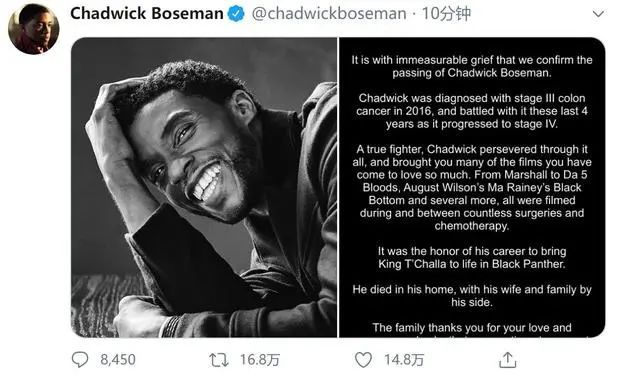 Chadwick Boseman @chadwickboseman · 10分钟
It is with immeasurable grief that we confirm the
passing of Chadwick Boseman.
Chadwick was diagnosed with stage III colon
cancer in 2016, and battled with it these last 4
years as it progressed to stage IV.
A true fighter, Chadwick persevered through it
all, and brought you many of the films you have
come to love so much. From Marshall to Da 5
Bloods, August Wilson's Ma Rainey's Black
Bottom and several more, all were filmed
during and between countless surgeries and
chemotherapy.
It was the honor of his career to bring
King T'Challa to life in Black Panther.
He died in his home, with his wife and family by
his side.
The family thanks you for your love and
8,450 16.8万 14.8万